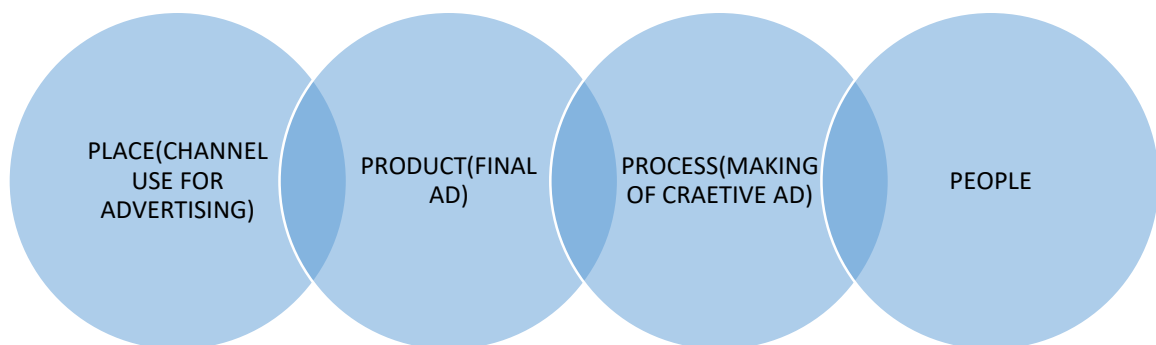 PLACE(CHANNEL
USE FOR
ADVERTISING)
PRODUCT(FINAL
AD)
PROCESS(MAKING
OF CRAETIVE AD)
PEOPLE